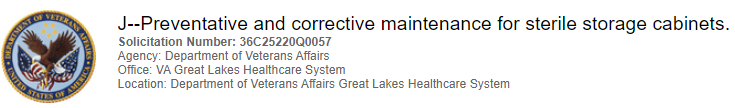 J--Preventative and corrective maintenance for sterile storage cabinets.
Solicitation Number: 36C25220Q0057
Agency: Department of Veterans Affairs
Office: VA Great Lakes Healthcare System
Location: Department of Veterans Affairs Great Lakes Healthcare System
DEPARTMENT OF VETERANS AFFAIRS
UNITED STATES OF AMERICA